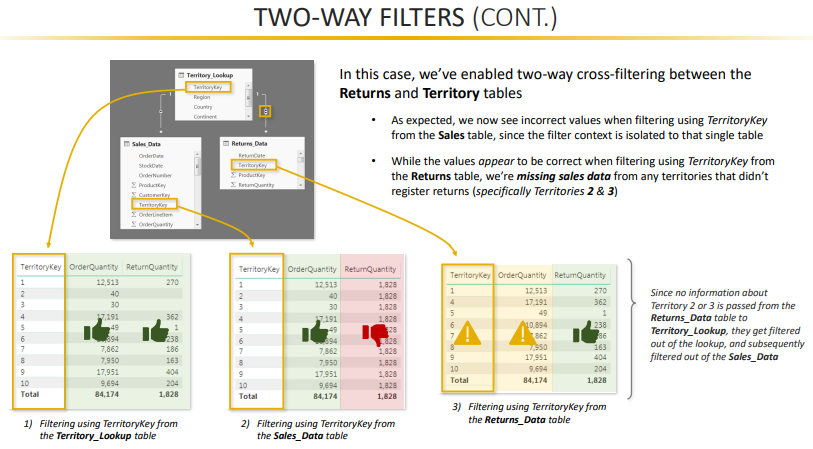 TWO-WAY FILTERS (CONT.)
In this case, we’ve enabled two-way cross-filtering between the
Returns and Territory tables
• As expected, we now see incorrect values when filtering using TerritoryKey
from the Sales table, since the filter context is isolated to that single table
• While the values appear to be correct when filtering using TerritoryKey from
the Returns table, we’re missing sales data from any territories that didn’t
register returns (specifically Territories 2 & 3)
Territory_Lookup
TerritoryKey
Region
Country
Continent
1
1
Sales_Data
OrderDate
StockDate
OrderNumber
Σ ProductKey
Σ CustomerKey
TerritoryKey
Σ OrderLineItem
Σ OrderQuantity
Returns_Data
ReturnDate
TerritoryKey
Σ ProductKey
Σ ReturnQuantity
TerritoryKey OrderQuantity ReturnQuantity
1 12,513 270
2 40
3 30
4 17,191 362
5 49 1
6 894 238
7 7,862 186
8 7,950 163
9 17,951 404
10 9,694 204
Total 84,174 1,828
1) Filtering using TerritoryKey from
the Territory_Lookup table
TerritoryKey OrderQuantity ReturnQuantity
1 12,513 1,828
2 40 1,828
3 30 1,828
4 17,191 1,828
5 49 828
6 894 828
7 7,862 1,828
8 7,950 1,828
9 17,951 1,828
10 9,694 1,828
Total 84,174 1,828
2) Filtering using TerritoryKey from
the Sales_Data table
TerritoryKey OrderQuantity ReturnQuantity
1 12,513 270
4 17,191 362
5 49 1
6 10,894 238
7 862 86
8 7,950 163
9 17,951 404
10 9,694 204
Total 84,174 1,828
3) Filtering using TerritoryKey from
the Returns_Data table
Since no information about
Territory 2 or 3 is passed from the
Returns_Data table to
Territory_Lookup, they get filtered
out of the lookup, and subsequently
filtered out of the Sales_Data